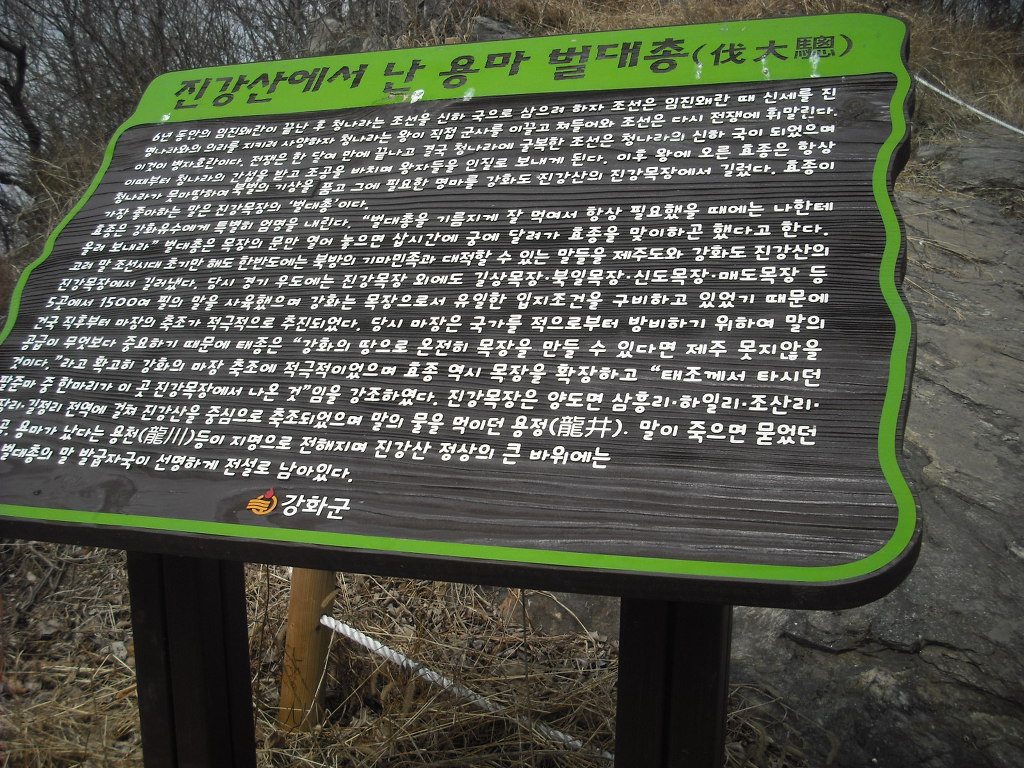 진강산에서 난 용마 벌대총(伐大驄)
6년 동안의 임진왜란이 끝난 후 청나라는 조선을 신하 국으로 삼으려 하자 조선은 임진왜란 때 신세를 진
명나라와의 의리를 지키려 사양하자 청나라는 왕이 직접 군사를 이끌고 쳐들어와 조선은 다시 전쟁에 휘말린다.
이것이 병자호란이다. 전쟁은 한 달여 만에 끝나고 결국 청나라에 굴복한 조선은 청나라의 신하 국이 되었으며
이때부터 청나라의 간섭을 받고 조공을 바치며 왕자들을 인질로 보내게 된다. 이후 왕에 오른 효종은 항상
청나라가 못마땅하여 북벌의 기상을 품고 그에 필요한 명마를 강화도 진강산의 진강목장에서 길렀다. 효종이
가장 좋아하는 말은 진강목장의 '벌대총'이다.
효종은 강화유수에게 특별히 엄명을 내린다. "벌대총을 기름지게 잘 먹여서 항상 필요했을 때에는 나한테
올려 보내라" 벌대총은 목장의 문만 열어 놓으면 삽시간에 궁에 달려가 효종을 맞이하곤 했다고 한다.
고려 말 조선시대 초기만 해도 한반도에는 북방의 기마민족과 대적할 수 있는 말들을 제주도와 강화도 진강산의
진강목장에서 길러냈다. 당시 경기 우도에는 진강목장 외에도 길상목장·북일목장·신도목장·매도목장 등
5곳에서 1500여 필의 말을 사육했으며 강화는 목장으로서 유일한 입지조건을 구비하고 있었기 때문에
건국 직후부터 마장의 축조가 적극적으로 추진되었다. 당시 마장은 국가를 적으로부터 방비하기 위하여 말의
공급이 무엇보다 중요하기 때문에 태종은 "강화의 땅으로 온전히 목장을 만들 수 있다면 제주 못지않을
것이다."라고 확고히 강화의 마장 축조에 적극적이었으며 효종 역시 목장을 확장하고 "태조께서 타시던
팔준마 중 한마리가 이 곳 진강목장에서 나온 것"임을 강조하였다. 진강목장은 양도면 삼흥리·하일리·조산리·
장리·길정리 전역에 걸쳐 진강산을 중심으로 축조되었으며 말의 물을 먹이던 용정(龍井). 말이 죽으면 묻었던
곤 용마가 났다는 용천(龍川)등이 지명으로 전해지며 진강산 정상의 큰 바위에는
벌대총의 말 발굽자국이 선명하게 전설로 남아있다.
강화군